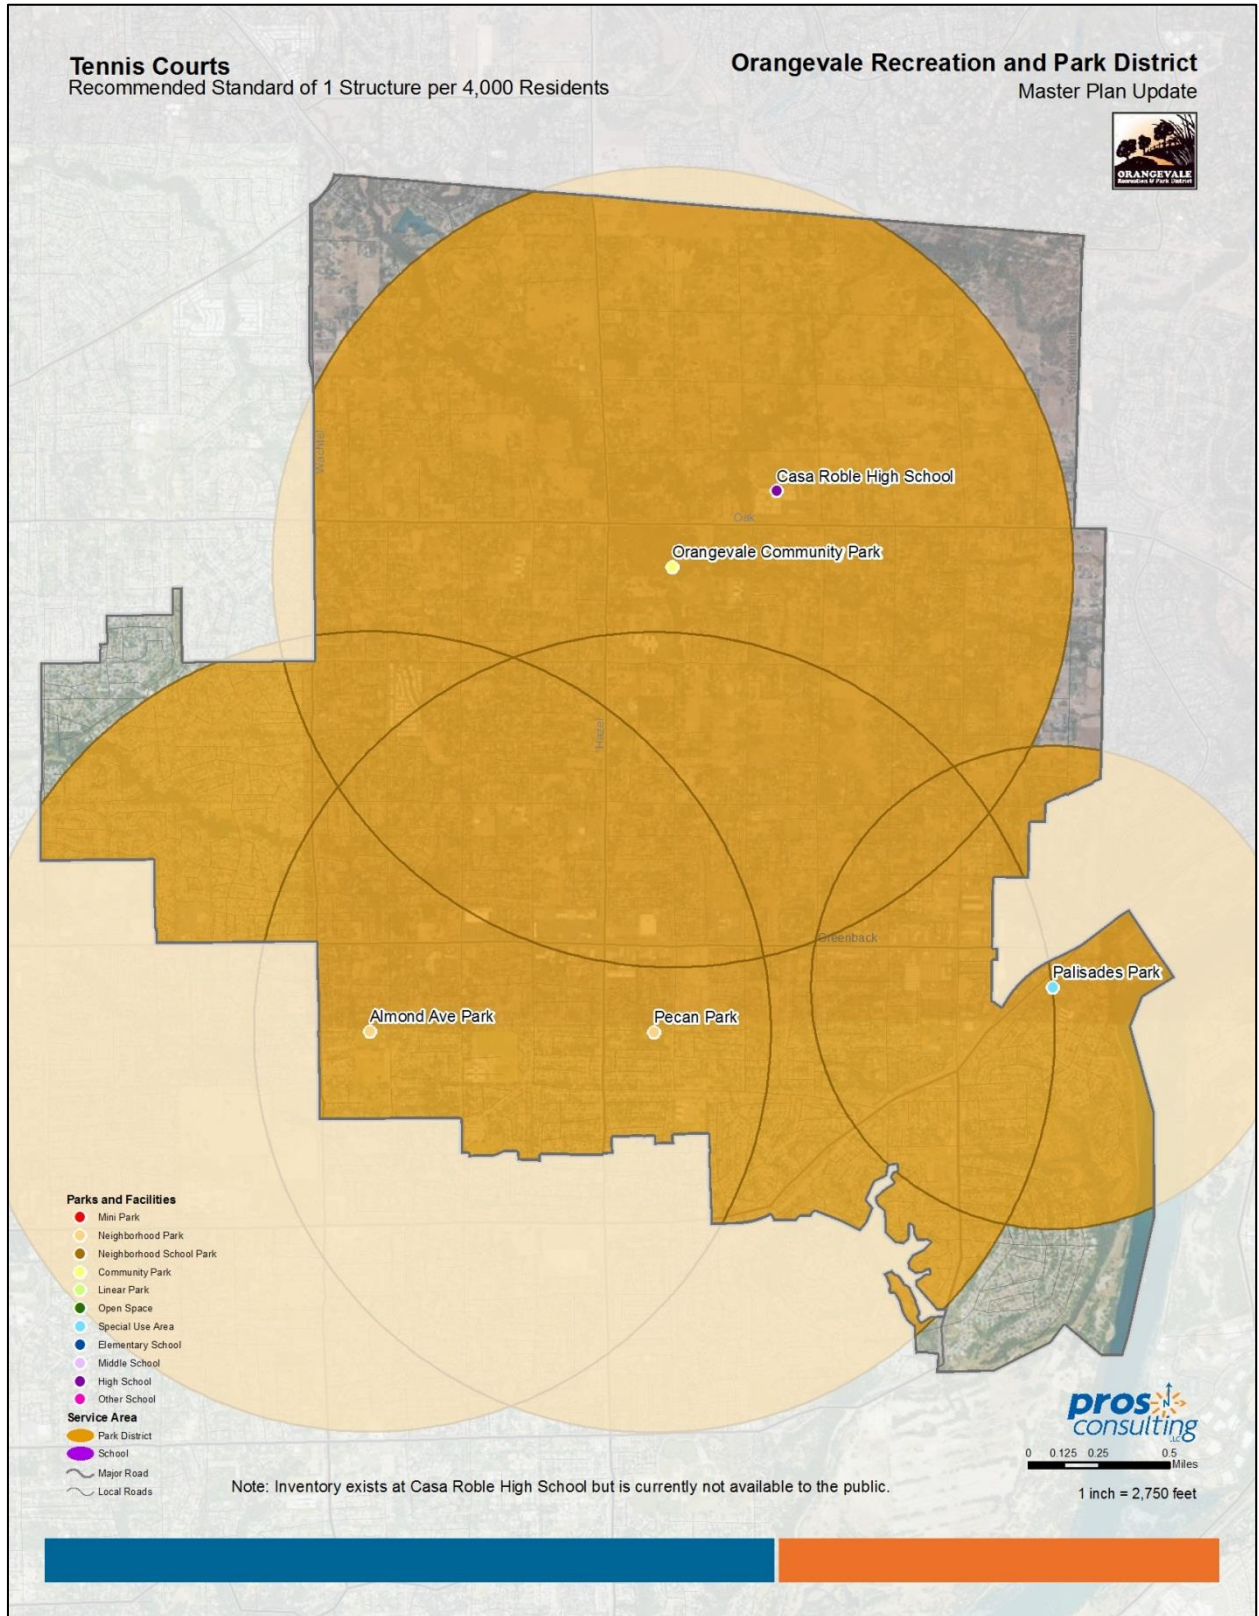 Tennis Courts
Recommended Standard of 1 Structure per 4,000 Residents
Orangevale Recreation and Park District
Master Plan Update
ORANGEVALE
Recreation & Park District
Wachtel
Casa Roble High School
Oak
Orangevale Community Park
Hazel
Greenback
Palisades Park
Almond Ave Park
Pecan Park
Parks and Facilities
Mini Park
Neighborhood Park
Neighborhood School Park
Community Park
Linear Park
Open Space
Special Use Area
Elementary School
Middle School
High School
Other School
Service Area
Park District
School
Major Road
Local Roads
Note: Inventory exists at Casa Roble High School but is currently not available to the public.
pros
consulting
LLC
N
0 0.125 0.25 0.5
Miles
1 inch = 2,750 feet